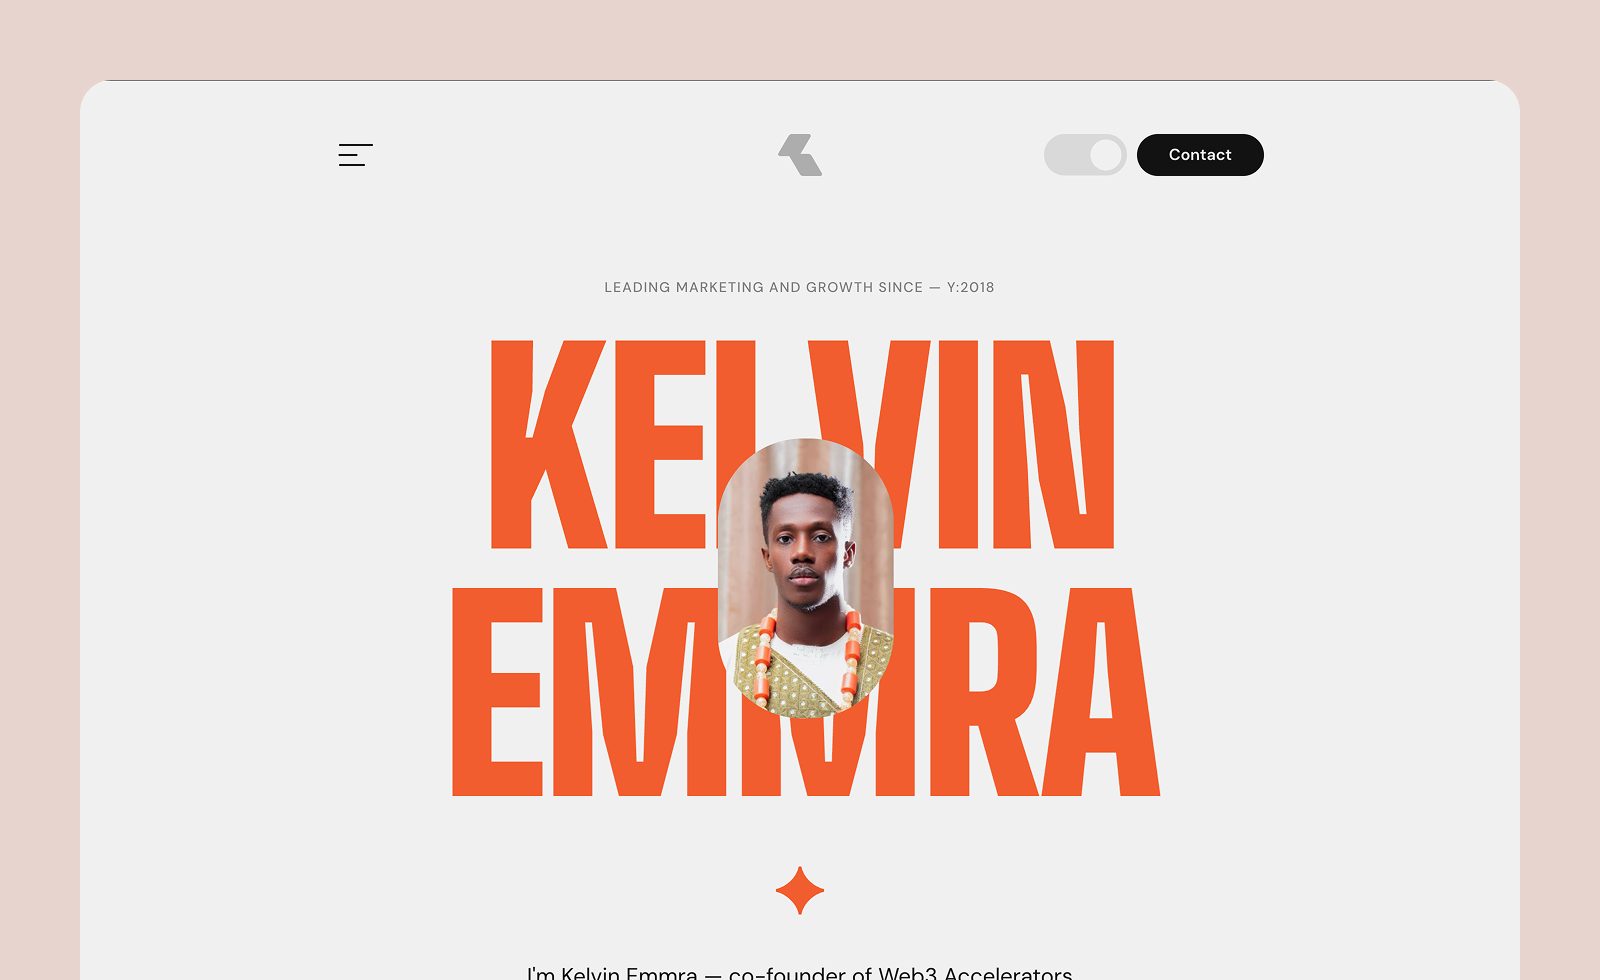 Contact
LEADING MARKETING AND GROWTH SINCE — Y:2018
KELVIN
EMMRA
I'm Kelvin Emmra — co-founder of Web3 Accelerators